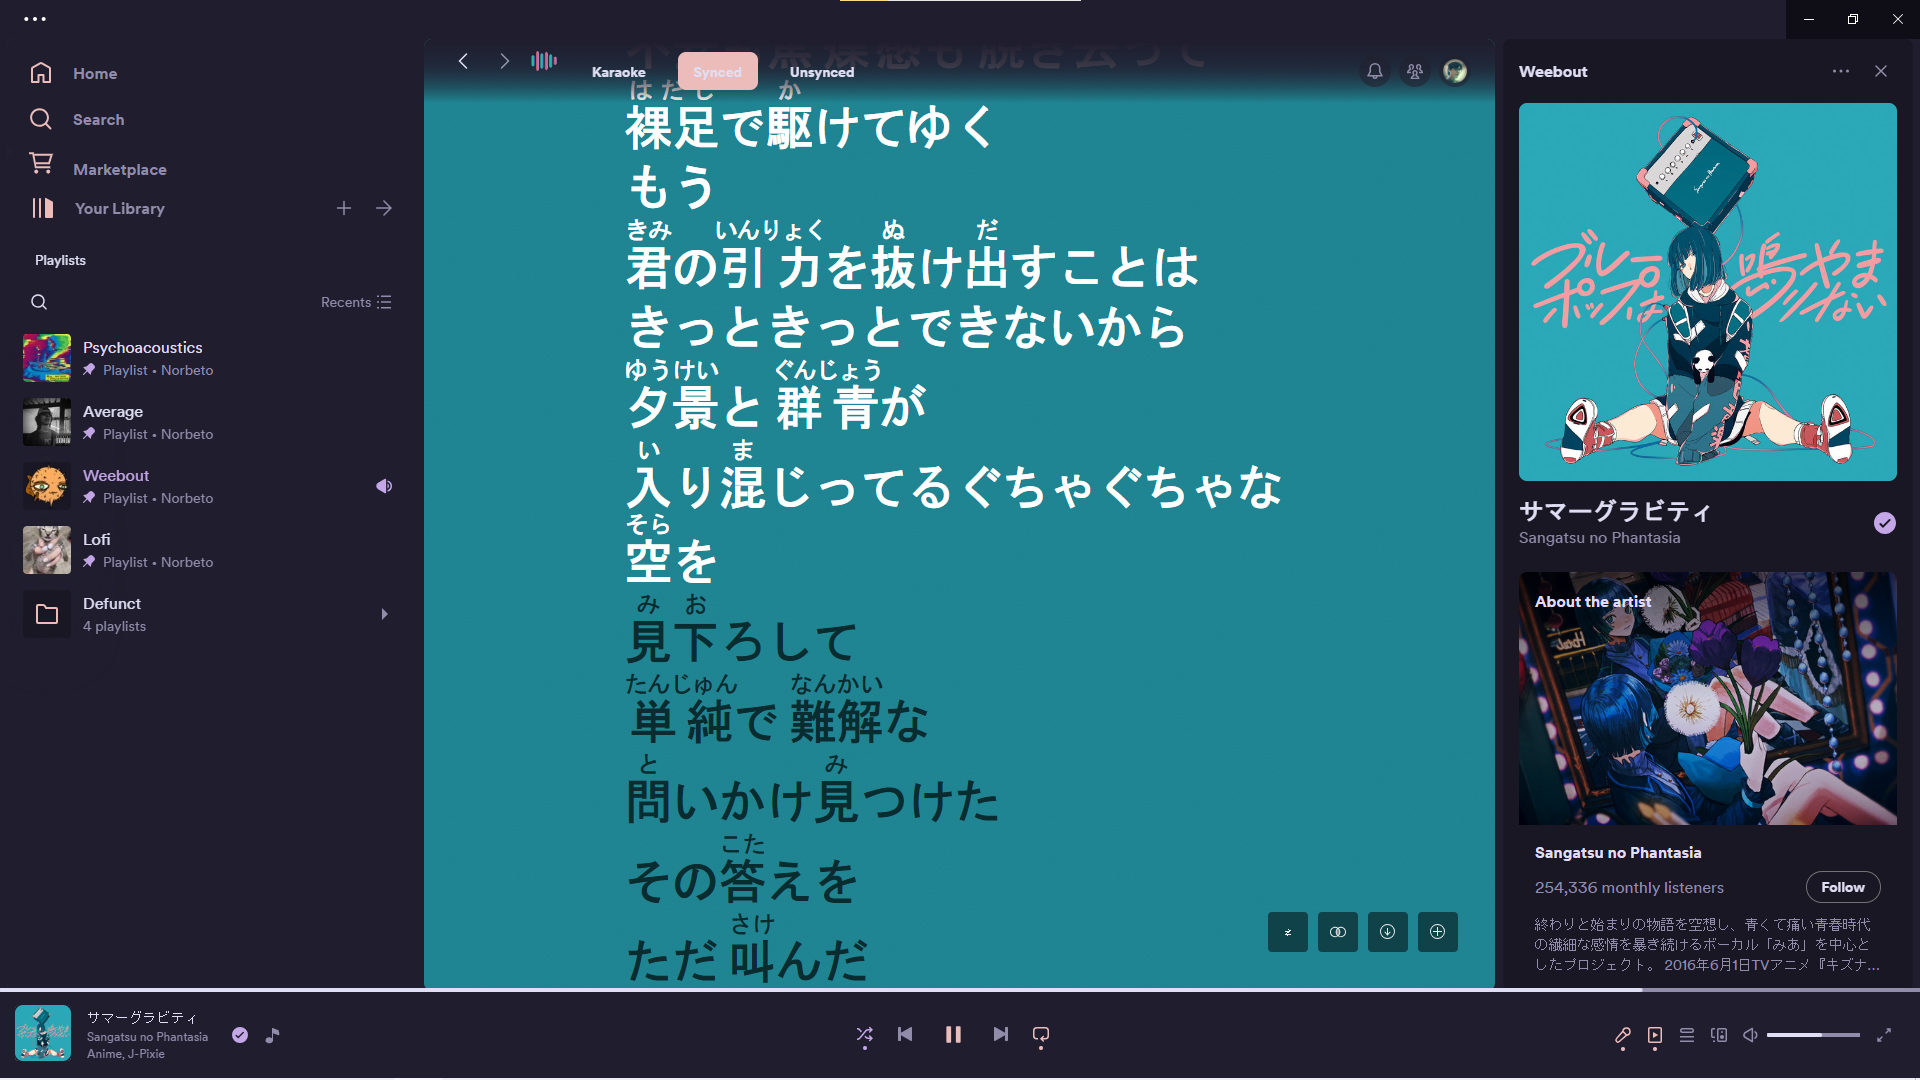 Home
Search
Marketplace
Your Library
Playlists
Recents
Psychoacoustics
Playlist • Norbeto
Average
Playlist • Norbeto
Weebout
Playlist • Norbeto
Lofi
Playlist • Norbeto
Defunct
4 playlists
Karaoke
Synced
Unsynced
はだし か
裸足で駆けてゆく
もう
きみ いんりょく ぬ だ
君の引力を抜け出すことは
きっときっとできないから
ゆうけい ぐんじょう
夕景と群青が
い ま
入り混じってるぐちゃぐちゃな
そら
空を
み お
見下ろして
たんじゅん なんかい
単純で難解な
と み
問いかけ見つけた
こた
その答えを
さけ
ただ叫んだ
Weebout
ブルーポップは鳴りやまない
サマーグラビティ
Sangatsu no Phantasia
About the artist
Sangatsu no Phantasia
254,336 monthly listeners
Follow
終わりと始まりの物語を空想し、青くて痛い青春時代
の繊細な感情を暴き続けるボーカル「みあ」を中心と
したプロジェクト。 2016年6月1日TVアニメ『キズナ...
サマーグラビティ
Sangatsu no Phantasia
Anime, J-Pixie